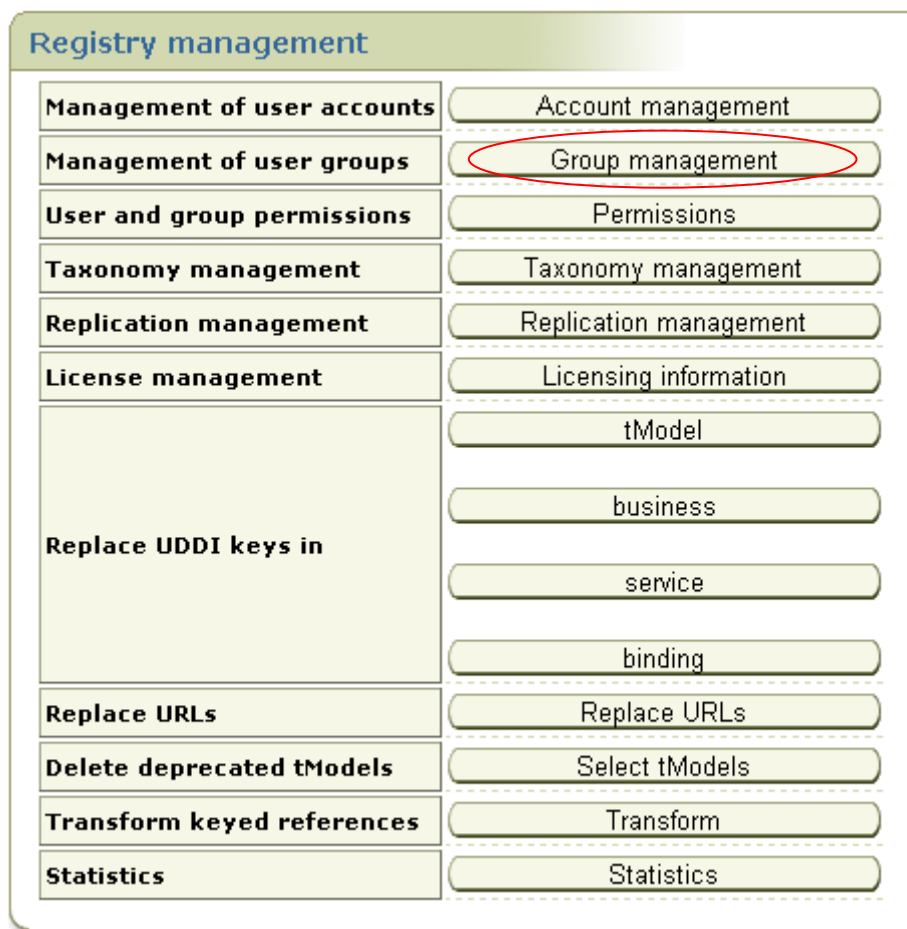 Registry management
Management of user accounts Account management
Management of user groups Group management
User and group permissions Permissions
Taxonomy management Taxonomy management
Replication management Replication management
License management Licensing information
Replace UDDI keys in
tModel
business
service
binding
Replace URLs Replace URLs
Delete deprecated tModels Select tModels
Transform keyed references Transform
Statistics Statistics